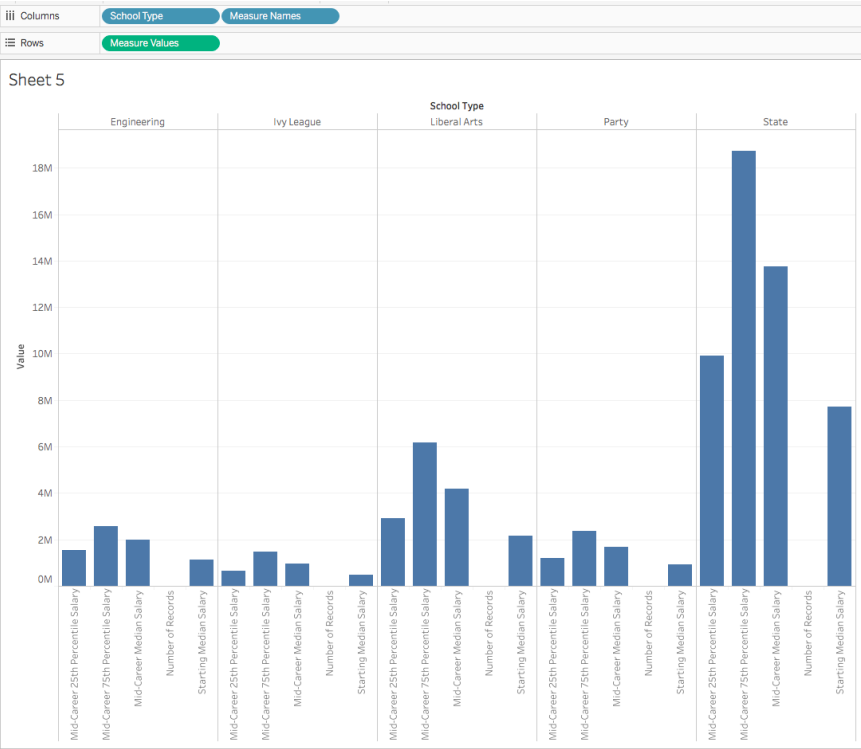 Columns School Type Measure Names
Rows Measure Values
Sheet 5
School Type
Engineering Ivy League Liberal Arts Party State
Value
18M
16M
14M
12M
10M
8M
6M
4M
2M
0M
Mid-Career 25th Percentile Salary
Mid-Career 75th Percentile Salary
Mid-Career Median Salary
Number of Records
Starting Median Salary
Mid-Career 25th Percentile Salary
Mid-Career 75th Percentile Salary
Mid-Career Median Salary
Number of Records
Starting Median Salary
Mid-Career 25th Percentile Salary
Mid-Career 75th Percentile Salary
Mid-Career Median Salary
Number of Records
Starting Median Salary
Mid-Career 25th Percentile Salary
Mid-Career 75th Percentile Salary
Mid-Career Median Salary
Number of Records
Starting Median Salary
Mid-Career 25th Percentile Salary
Mid-Career 75th Percentile Salary
Mid-Career Median Salary
Number of Records
Starting Median Salary